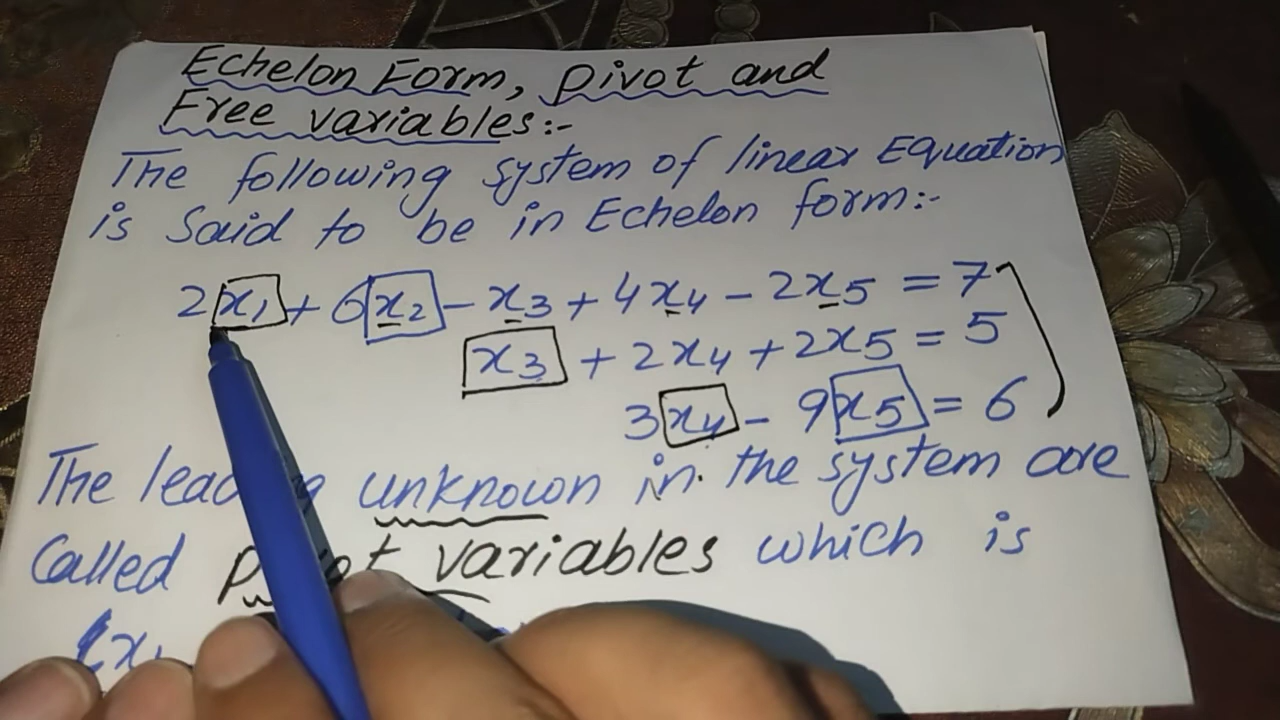 Echelon Form, Pivot and
Free variables:-
The following system of linear Equation
is Said to be in Echelon form:-
2x1 + 6x2 - x3 + 4x4 - 2x5 = 7
x3 + 2x4 + 2x5 = 5
3x4 - 9x5 = 6
The unknown in the system are
Called variables which is